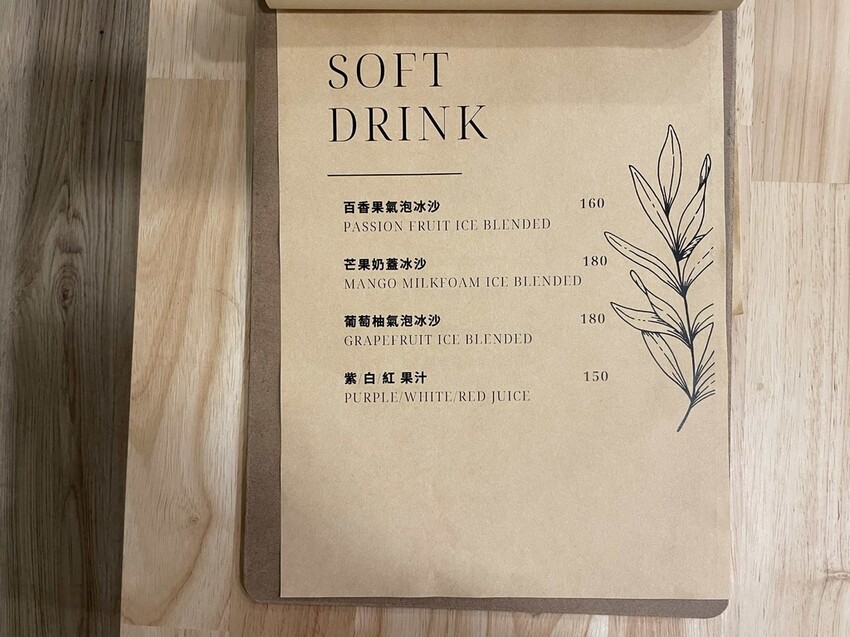 SOFT
DRINK
百香果氣泡冰沙 160
PASSION FRUIT ICE BLENDED
芒果奶蓋冰沙 180
MANGO MILKFOAM ICE BLENDED
葡萄柚氣泡冰沙 180
GRAPEFRUIT ICE BLENDED
紫/白/紅 果汁 150
PURPLE/WHITE/RED JUICE